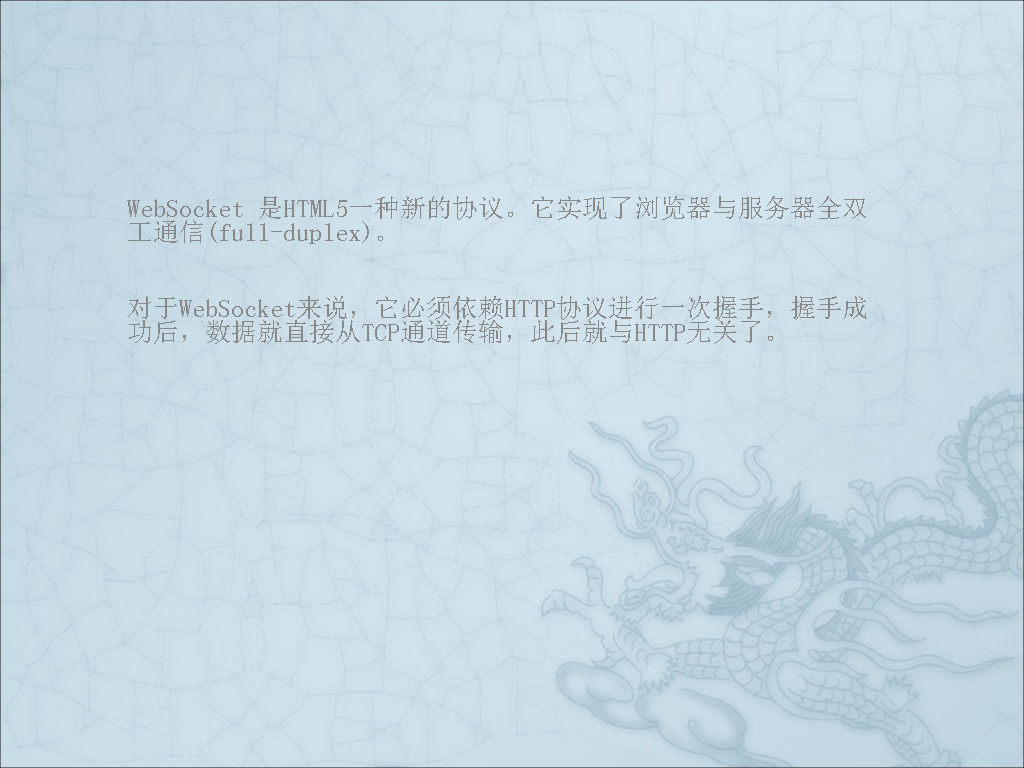 WebSocket 是HTML5一种新的协议。它实现了浏览器与服务器全双
工通信(full-duplex)。
对于WebSocket来说，它必须依赖HTTP协议进行一次握手，握手成
功后，数据就直接从TCP通道传输，此后就与HTTP无关了。